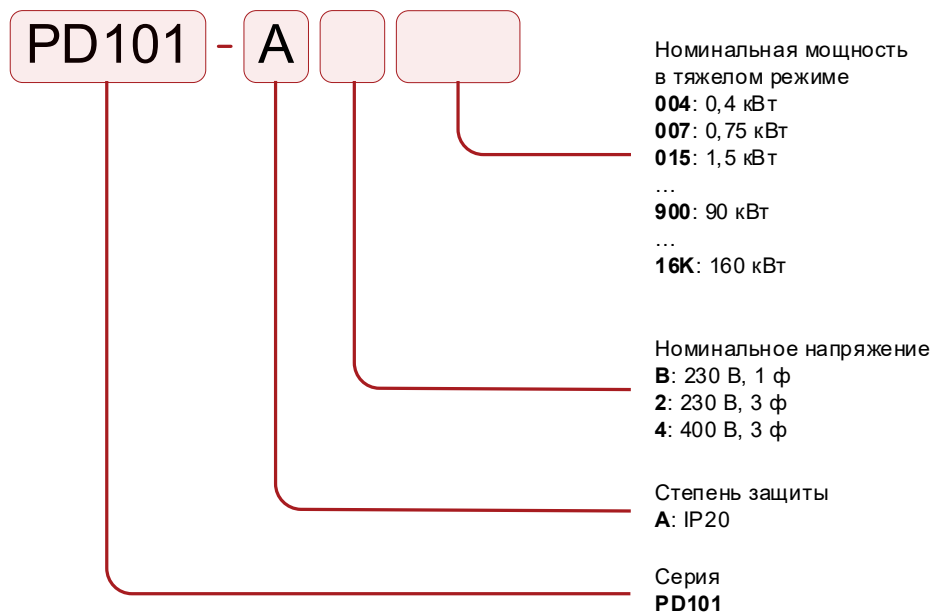 PD101 - A
Номинальная мощность
в тяжелом режиме
004: 0,4 кВт
007: 0,75 кВт
015: 1,5 кВт
...
900: 90 кВт
...
16K: 160 кВт
Номинальное напряжение
B: 230 В, 1 ф
2: 230 В, 3 ф
4: 400 В, 3 ф
Степень защиты
A: IP20
Серия
PD101